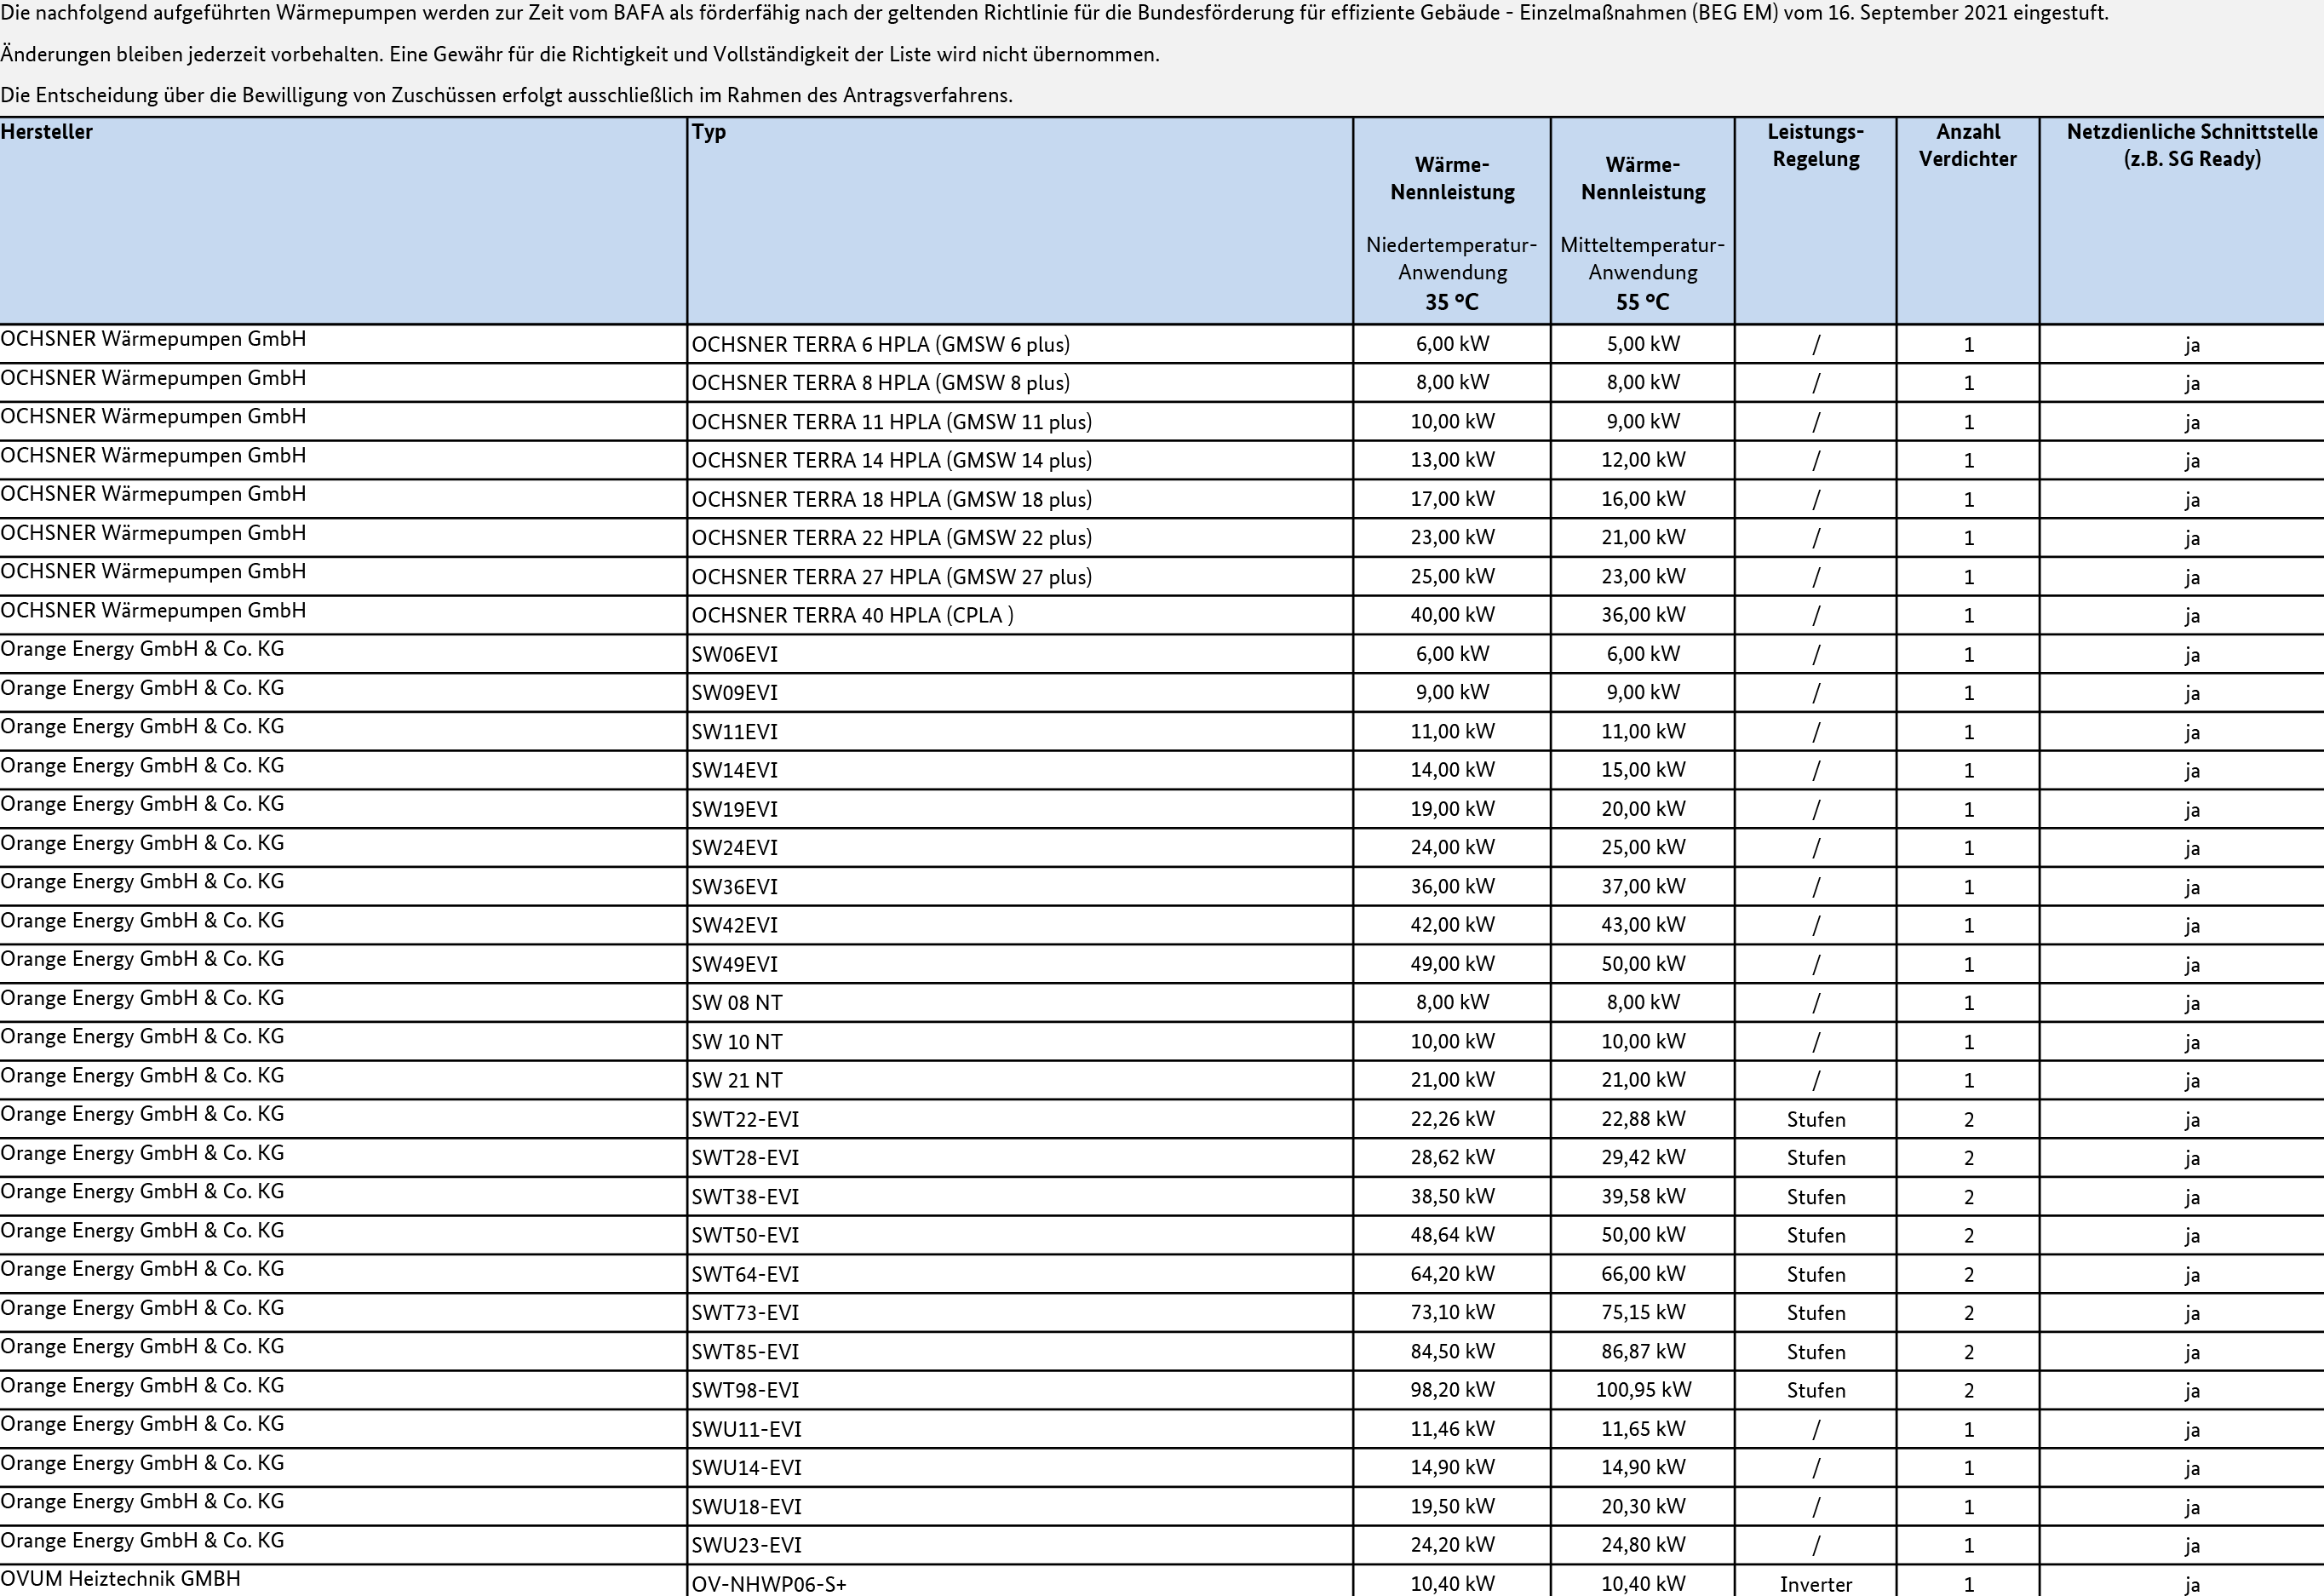 Die nachfolgend aufgeführten Wärmepumpen werden zur Zeit vom BAFA als förderfähig nach der geltenden Richtlinie für die Bundesförderung für effiziente Gebäude - Einzelmaßnahmen (BEG EM) vom 16. September 2021 eingestuft.
Änderungen bleiben jederzeit vorbehalten. Eine Gewähr für die Richtigkeit und Vollständigkeit der Liste wird nicht übernommen.
Die Entscheidung über die Bewilligung von Zuschüssen erfolgt ausschließlich im Rahmen des Antragsverfahrens.
Hersteller
Typ
Wärme-
Nennleistung
Niedertemperatur-
Anwendung
35 °C
Wärme-
Nennleistung
Mitteltemperatur-
Anwendung
55 °C
Leistungs-
Regelung
Anzahl
Verdichter
Netzdienliche Schnittstelle
(z.B. SG Ready)
OCHSNER Wärmepumpen GmbH OCHSNER TERRA 6 HPLA (GMSW 6 plus) 6,00 kW 5,00 kW / 1 ja
OCHSNER Wärmepumpen GmbH OCHSNER TERRA 8 HPLA (GMSW 8 plus) 8,00 kW 8,00 kW / 1 ja
OCHSNER Wärmepumpen GmbH OCHSNER TERRA 11 HPLA (GMSW 11 plus) 10,00 kW 9,00 kW / 1 ja
OCHSNER Wärmepumpen GmbH OCHSNER TERRA 14 HPLA (GMSW 14 plus) 13,00 kW 12,00 kW / 1 ja
OCHSNER Wärmepumpen GmbH OCHSNER TERRA 18 HPLA (GMSW 18 plus) 17,00 kW 16,00 kW / 1 ja
OCHSNER Wärmepumpen GmbH OCHSNER TERRA 22 HPLA (GMSW 22 plus) 23,00 kW 21,00 kW / 1 ja
OCHSNER Wärmepumpen GmbH OCHSNER TERRA 27 HPLA (GMSW 27 plus) 25,00 kW 23,00 kW / 1 ja
OCHSNER Wärmepumpen GmbH OCHSNER TERRA 40 HPLA (CPLA ) 40,00 kW 36,00 kW / 1 ja
Orange Energy GmbH & Co. KG SW06EVI 6,00 kW 6,00 kW / 1 ja
Orange Energy GmbH & Co. KG SW09EVI 9,00 kW 9,00 kW / 1 ja
Orange Energy GmbH & Co. KG SW11EVI 11,00 kW 11,00 kW / 1 ja
Orange Energy GmbH & Co. KG SW14EVI 14,00 kW 15,00 kW / 1 ja
Orange Energy GmbH & Co. KG SW19EVI 19,00 kW 20,00 kW / 1 ja
Orange Energy GmbH & Co. KG SW24EVI 24,00 kW 25,00 kW / 1 ja
Orange Energy GmbH & Co. KG SW36EVI 36,00 kW 37,00 kW / 1 ja
Orange Energy GmbH & Co. KG SW42EVI 42,00 kW 43,00 kW / 1 ja
Orange Energy GmbH & Co. KG SW49EVI 49,00 kW 50,00 kW / 1 ja
Orange Energy GmbH & Co. KG SW 08 NT 8,00 kW 8,00 kW / 1 ja
Orange Energy GmbH & Co. KG SW 10 NT 10,00 kW 10,00 kW / 1 ja
Orange Energy GmbH & Co. KG SW 21 NT 21,00 kW 21,00 kW / 1 ja
Orange Energy GmbH & Co. KG SWT22-EVI 22,26 kW 22,88 kW Stufen 2 ja
Orange Energy GmbH & Co. KG SWT28-EVI 28,62 kW 29,42 kW Stufen 2 ja
Orange Energy GmbH & Co. KG SWT38-EVI 38,50 kW 39,58 kW Stufen 2 ja
Orange Energy GmbH & Co. KG SWT50-EVI 48,64 kW 50,00 kW Stufen 2 ja
Orange Energy GmbH & Co. KG SWT64-EVI 64,20 kW 66,00 kW Stufen 2 ja
Orange Energy GmbH & Co. KG SWT73-EVI 73,10 kW 75,15 kW Stufen 2 ja
Orange Energy GmbH & Co. KG SWT85-EVI 84,50 kW 86,87 kW Stufen 2 ja
Orange Energy GmbH & Co. KG SWT98-EVI 98,20 kW 100,95 kW Stufen 2 ja
Orange Energy GmbH & Co. KG SWU11-EVI 11,46 kW 11,65 kW / 1 ja
Orange Energy GmbH & Co. KG SWU14-EVI 14,90 kW 14,90 kW / 1 ja
Orange Energy GmbH & Co. KG SWU18-EVI 19,50 kW 20,30 kW / 1 ja
Orange Energy GmbH & Co. KG SWU23-EVI 24,20 kW 24,80 kW / 1 ja
OVUM Heiztechnik GMBH OV-NHWP06-S+ 10,40 kW 10,40 kW Inverter 1 ja